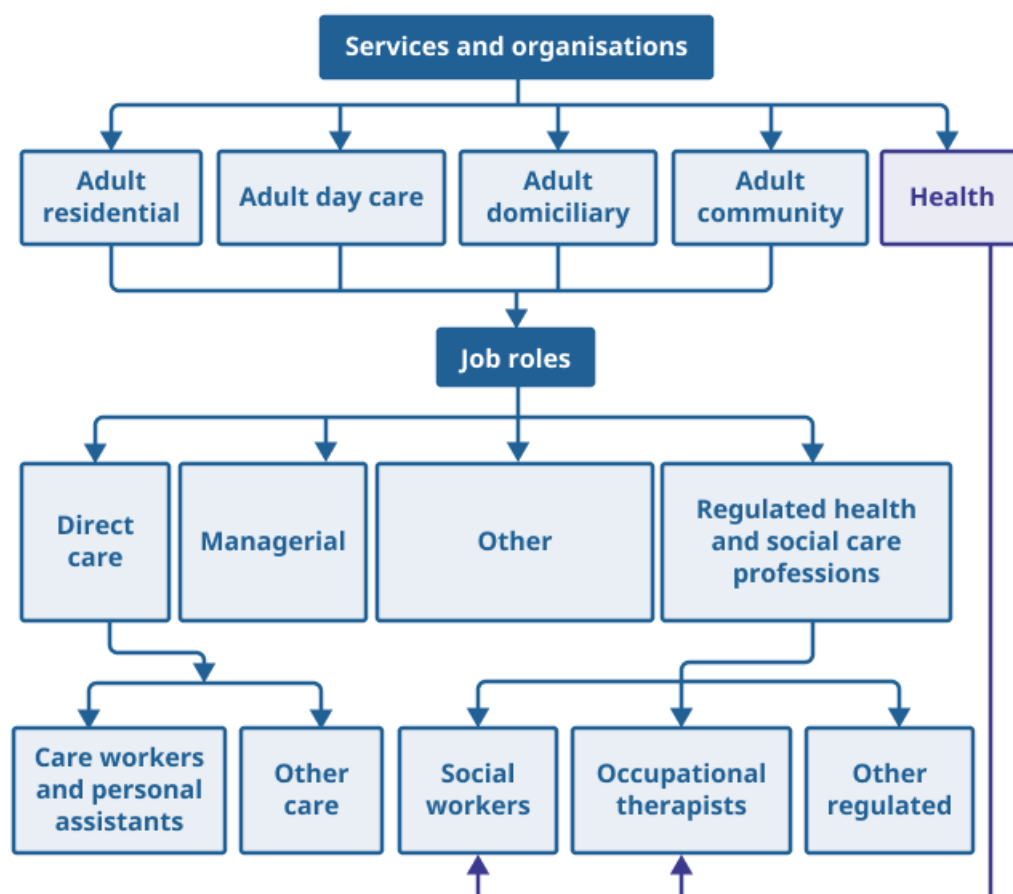 Services and organisations
Adult
residential
Adult day care
Adult
domiciliary
Adult
community
Health
Job roles
Direct
care
Managerial
Other
Regulated health
and social care
professions
Care workers
and personal
assistants
Other
care
Social
workers
Occupational
therapists
Other
regulated